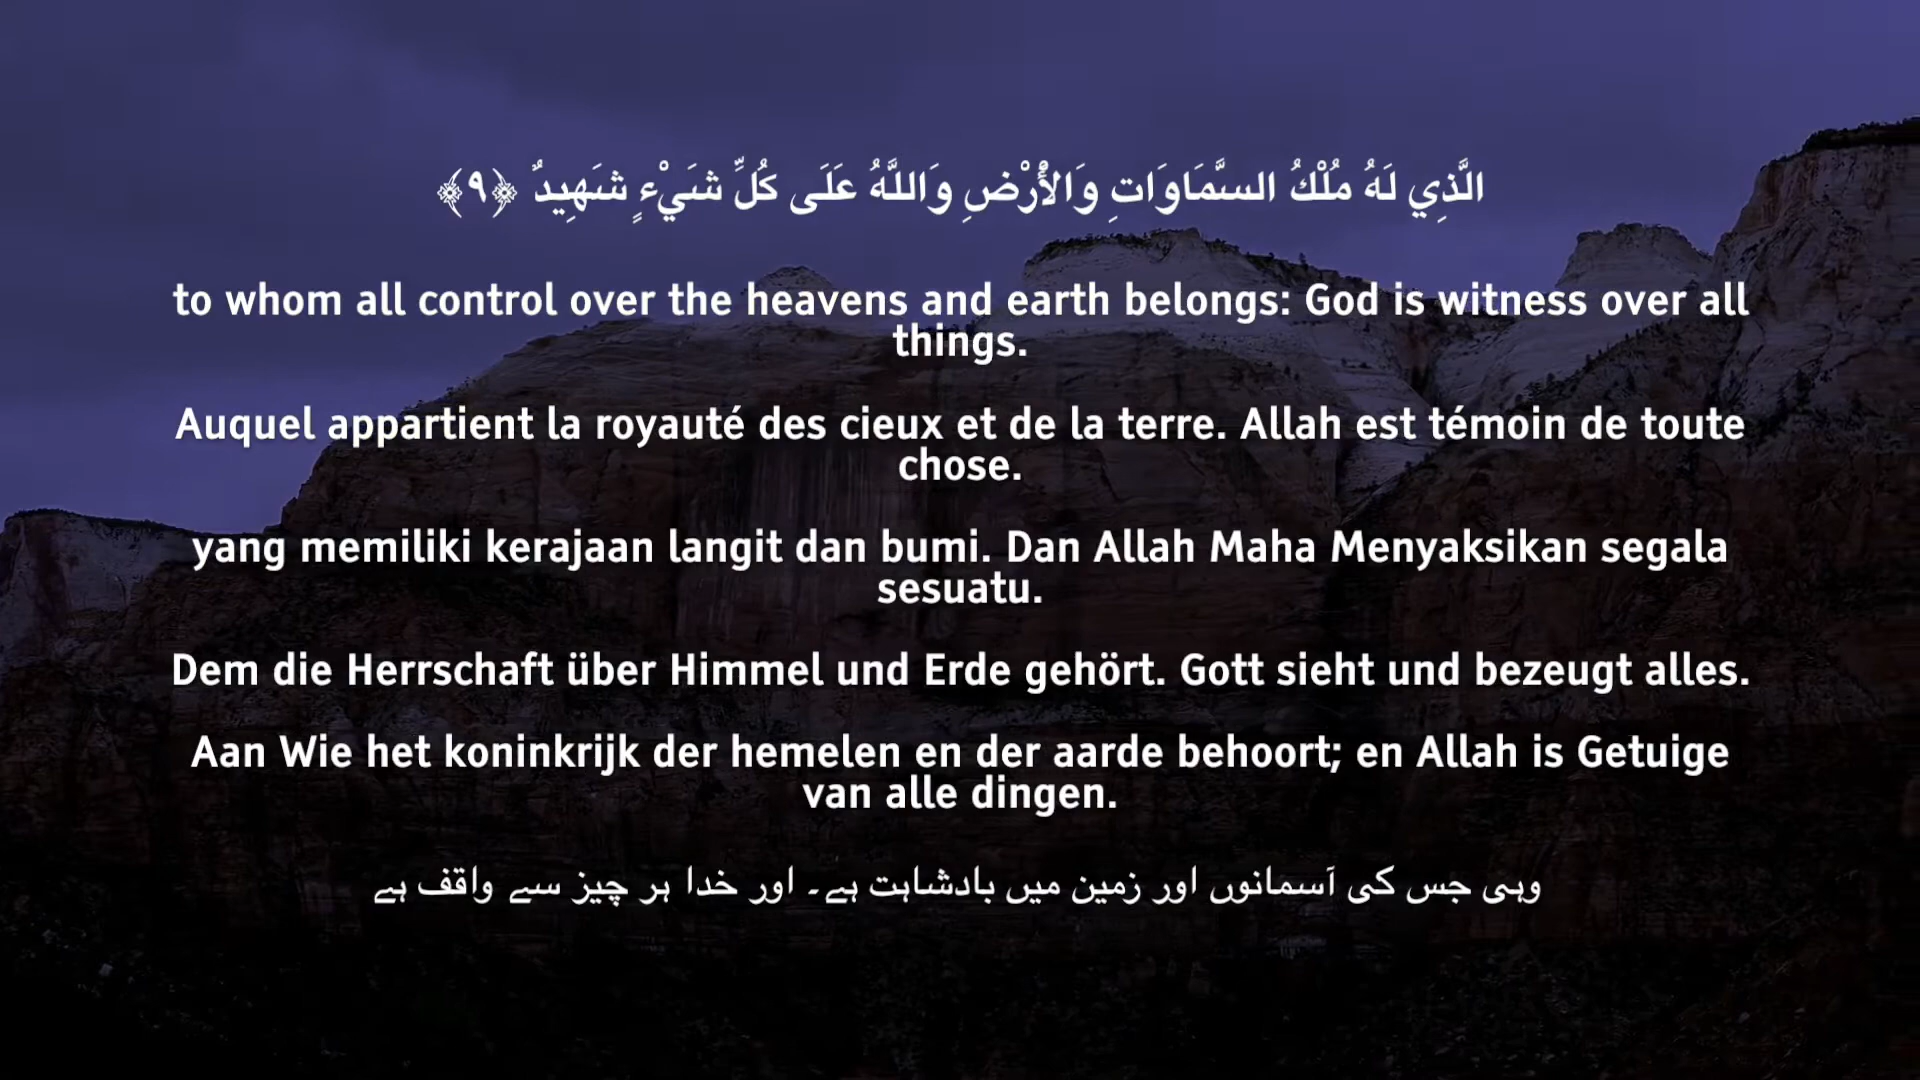 الَّذِي لَهُ مُلْكُ السَّمَاوَاتِ وَالْأَرْضِ وَاللَّهُ عَلَى كُلِّ شَيْءٍ شَهِيدٌ ﴿٩﴾
to whom all control over the heavens and earth belongs: God is witness over all
things.
Auquel appartient la royauté des cieux et de la terre. Allah est témoin de toute
chose.
yang memiliki kerajaan langit dan bumi. Dan Allah Maha Menyaksikan segala
sesuatu.
Dem die Herrschaft über Himmel und Erde gehört. Gott sieht und bezeugt alles.
Aan Wie het koninkrijk der hemelen en der aarde behoort; en Allah is Getuige
van alle dingen.
وہی جس کی آسمانوں اور زمین میں بادشاہت ہے۔ اور خدا ہر چیز سے واقف ہے